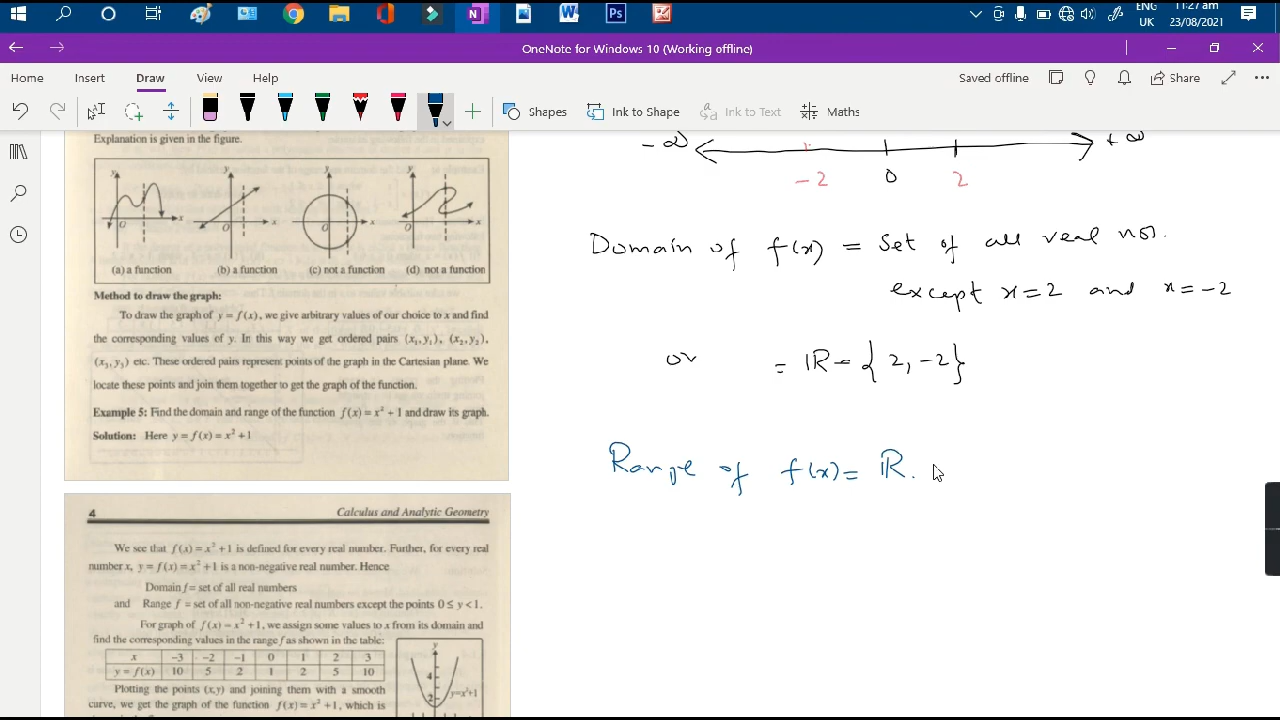 11:27 am
EN
UK
23/08/2021
OneNote for Windows 10 (Working offline)
Home Insert Draw View Help
Saved offline
Share
Shapes
Ink to Shape
Ink to Text
Maths
Explanation is given in the figure.
y y y y
O x O x O x O x
(a) a function (b) a function (c) not a function (d) not a function
Method to draw the graph:
To draw the graph of y = f(x), we give arbitrary values of our choice to x and find
the corresponding values of y. In this way we get ordered pairs (x₁,y₁), (x₂,y₂),
(x₃,y₃) etc. These ordered pairs represent points of the graph in the Cartesian plane. We
locate these points and join them together to get the graph of the function.
Example 5: Find the domain and range of the function f(x) = x² + 1 and draw its graph.
Solution: Here y = f(x) = x² + 1
4 Calculus and Analytic Geometry
We see that f(x) = x² + 1 is defined for every real number. Further, for every real
number x, y = f(x) = x² + 1 is a non-negative real number. Hence
Domain f = set of all real numbers
and Range f = set of all non-negative real numbers except the points 0 ≤ y < 1.
For graph of f(x) = x² + 1, we assign some values to x from its domain and
find the corresponding values in the range f as shown in the table:
x -3 -2 -1 0 1 2 3
y = f(x) 10 5 2 1 2 5 10
Plotting the points (x,y) and joining them with a smooth
curve, we get the graph of the function f(x) = x² + 1, which is
y
4
2
y=x²+1
-∞ +∞
-2 0 2
Domain of f(x) = Set of all real nos.
except x=2 and x=-2
or = ℝ - {2, -2}
Range of f(x) = ℝ.